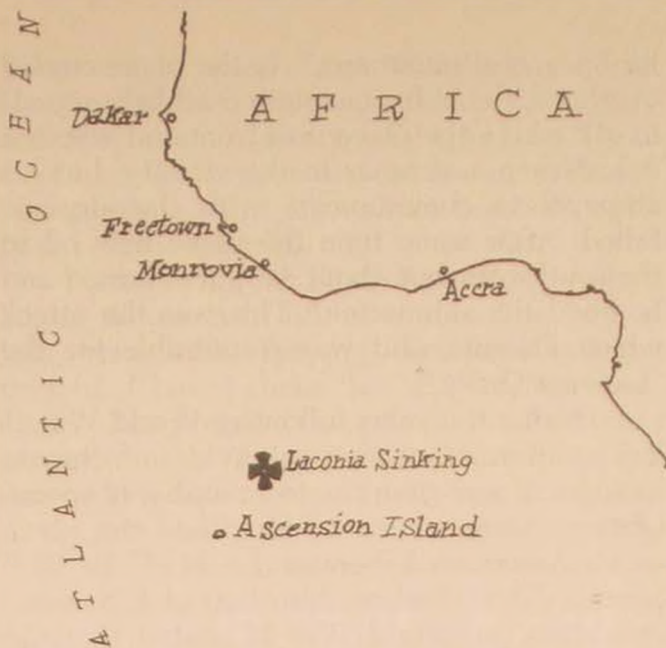 ATLANTIC OCEAN
AFRICA
Dakar
Freetown
Monrovia
Accra
Laconia Sinking
Ascension Island